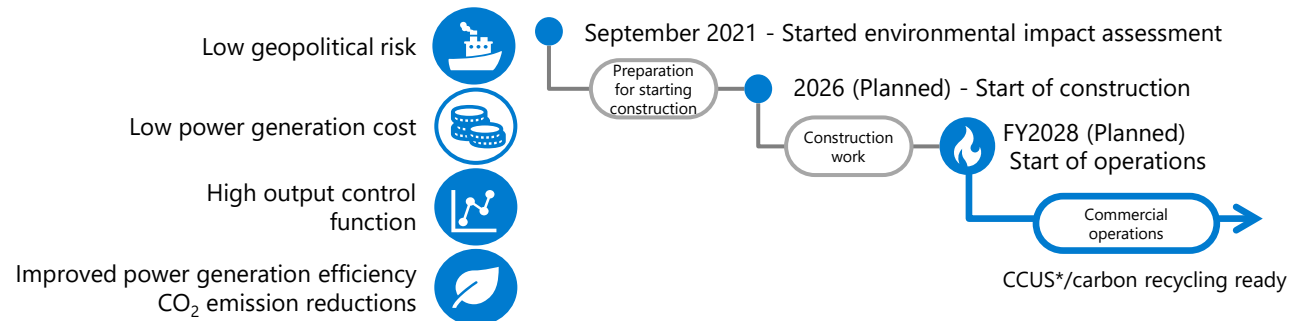 Low geopolitical risk
Low power generation cost
High output control
function
Improved power generation efficiency
CO₂ emission reductions
September 2021 - Started environmental impact assessment
Preparation
for starting
construction
2026 (Planned) - Start of construction
Construction
work
FY2028 (Planned)
Start of operations
Commercial
operations
CCUS*/carbon recycling ready